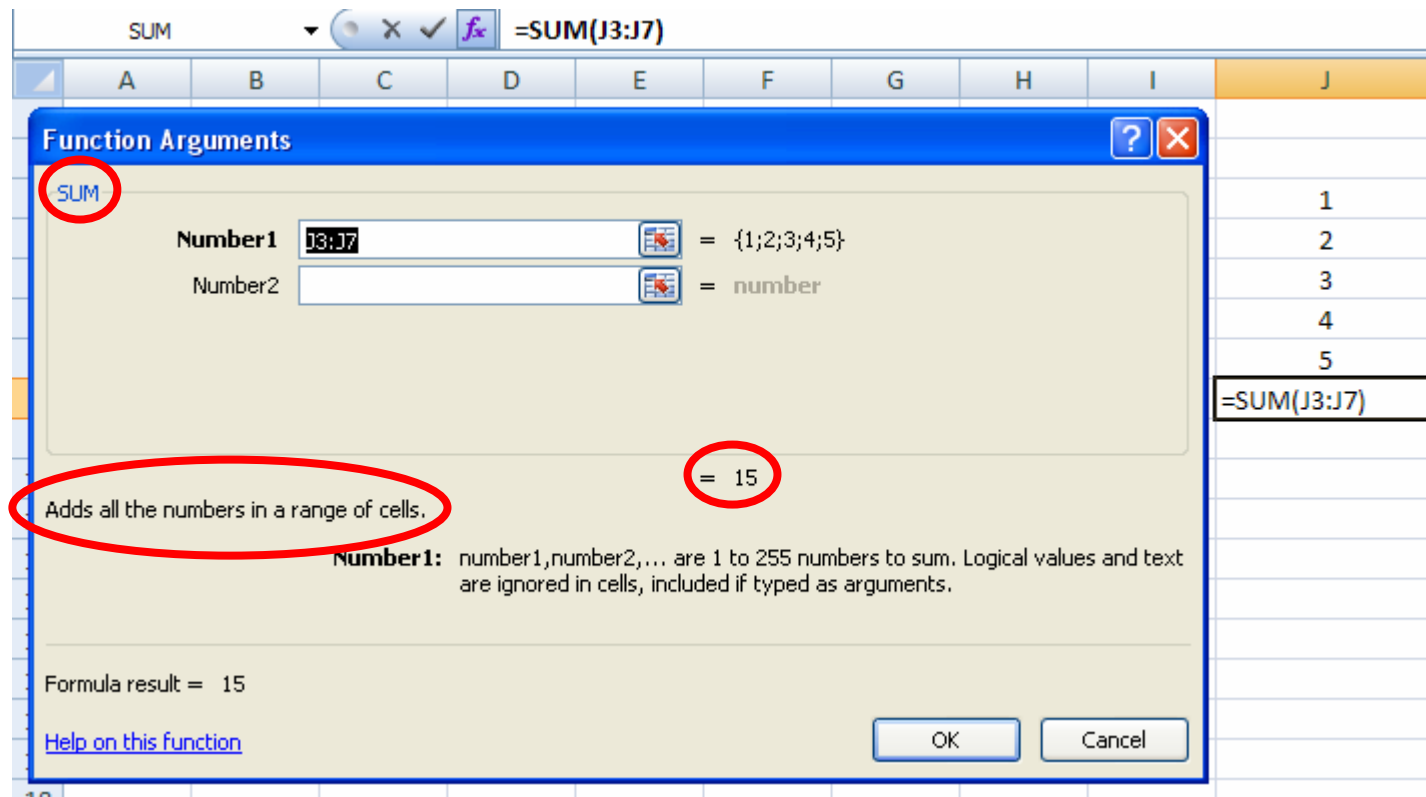 SUM fx =SUM(J3:J7)
A B C D E F G H I J
Function Arguments ?
SUM
Number1 J3:J7 = {1;2;3;4;5}
Number2 = number
= 15
Adds all the numbers in a range of cells.
Number1: number1,number2,... are 1 to 255 numbers to sum. Logical values and text
are ignored in cells, included if typed as arguments.
Formula result = 15
Help on this function
OK Cancel
1
2
3
4
5
=SUM(J3:J7)